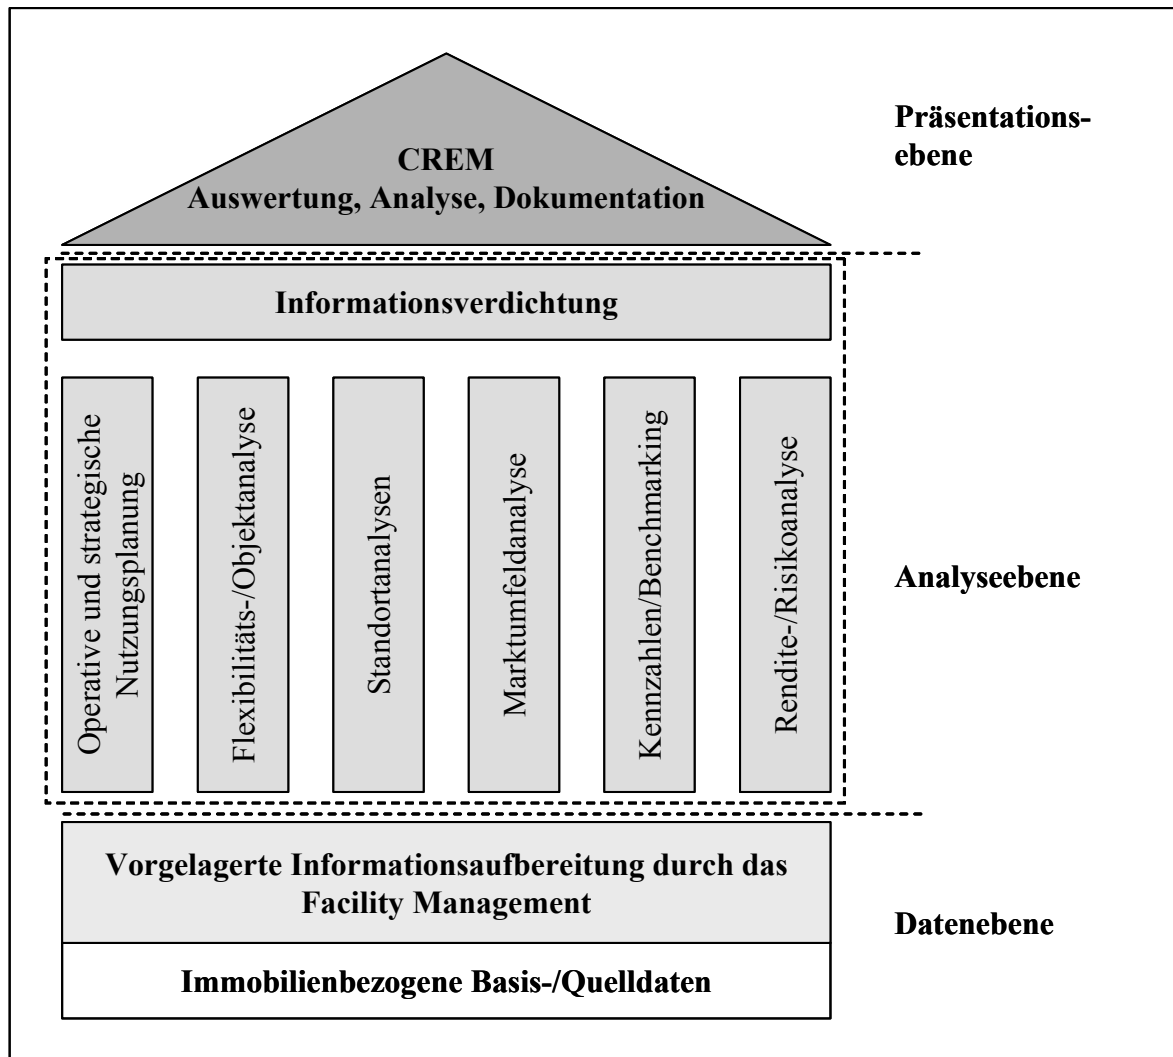 Präsentations-
ebene
CREM
Auswertung, Analyse, Dokumentation
Informationsverdichtung
Operative und strategische
Nutzungsplanung
Flexibilitäts-/Objektanalyse
Standortanalysen
Marktumfeldanalyse
Kennzahlen/Benchmarking
Rendite-/Risikoanalyse
Analyseebene
Vorgelagerte Informationsaufbereitung durch das
Facility Management
Datenebene
Immobilienbezogene Basis-/Quelldaten